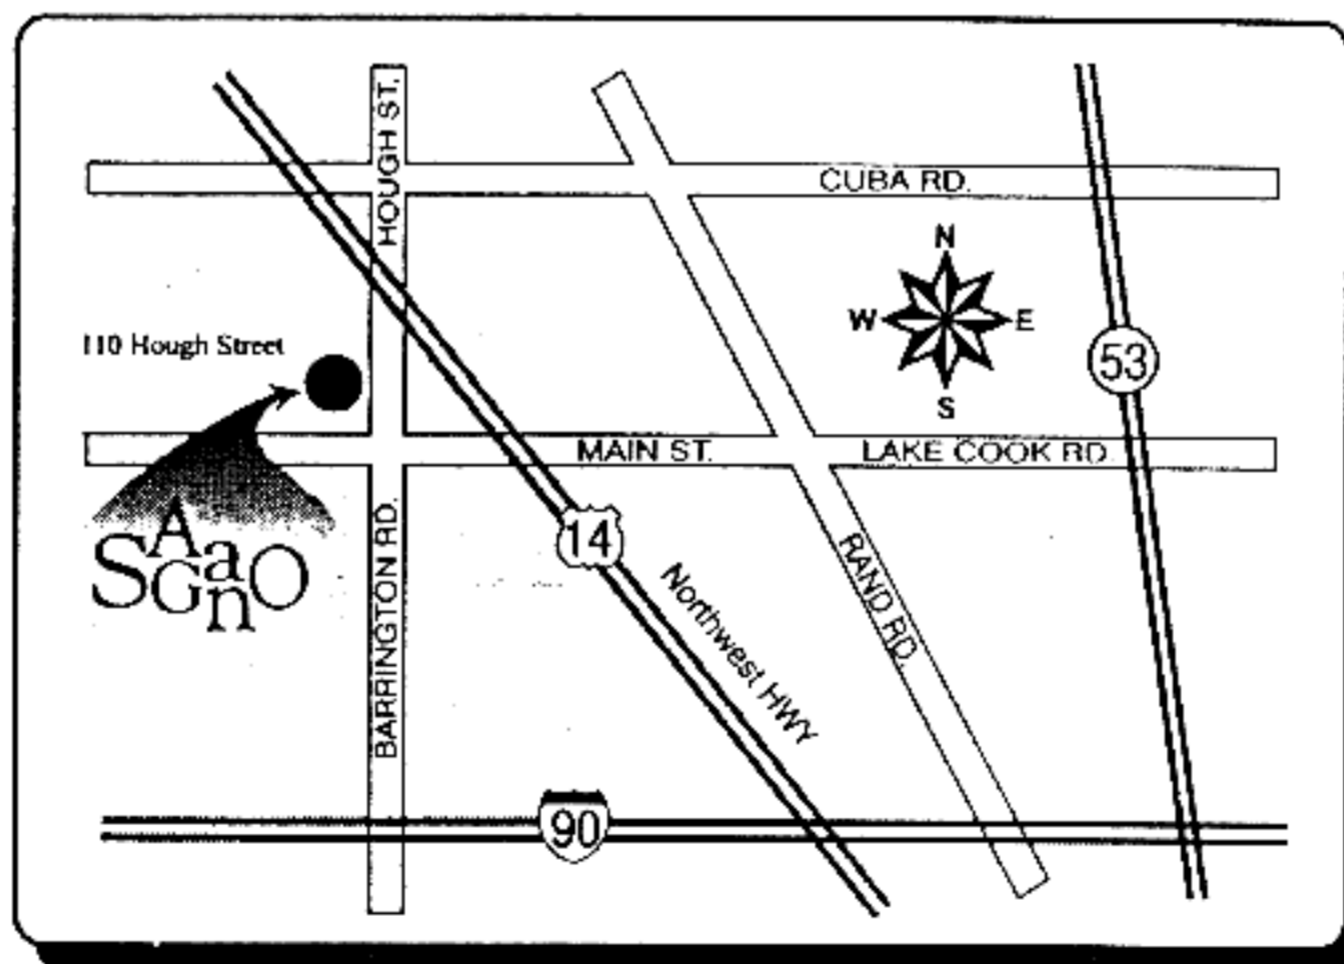 HOUGH ST.
CUBA RD.
N
W
E
S
53
110 Hough Street
MAIN ST.
LAKE COOK RD.
SAGanO
BARRINGTON RD.
14
Northwest HWY
RAND RD.
90